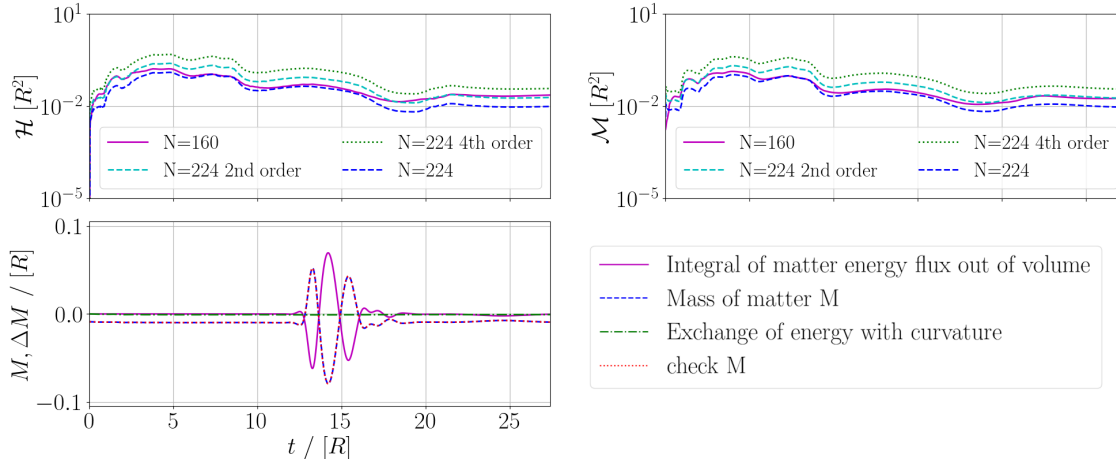 10^1
10^-2
10^-5
ℋ [R^2]
N=160
N=224 2nd order
N=224 4th order
N=224
10^1
10^-2
10^-5
ℳ [R^2]
N=160
N=224 2nd order
N=224 4th order
N=224
0.1
0.0
−0.1
M, ΔM / [R]
0 5 10 15 20 25
t / [R]
Integral of matter energy flux out of volume
Mass of matter M
Exchange of energy with curvature
check M